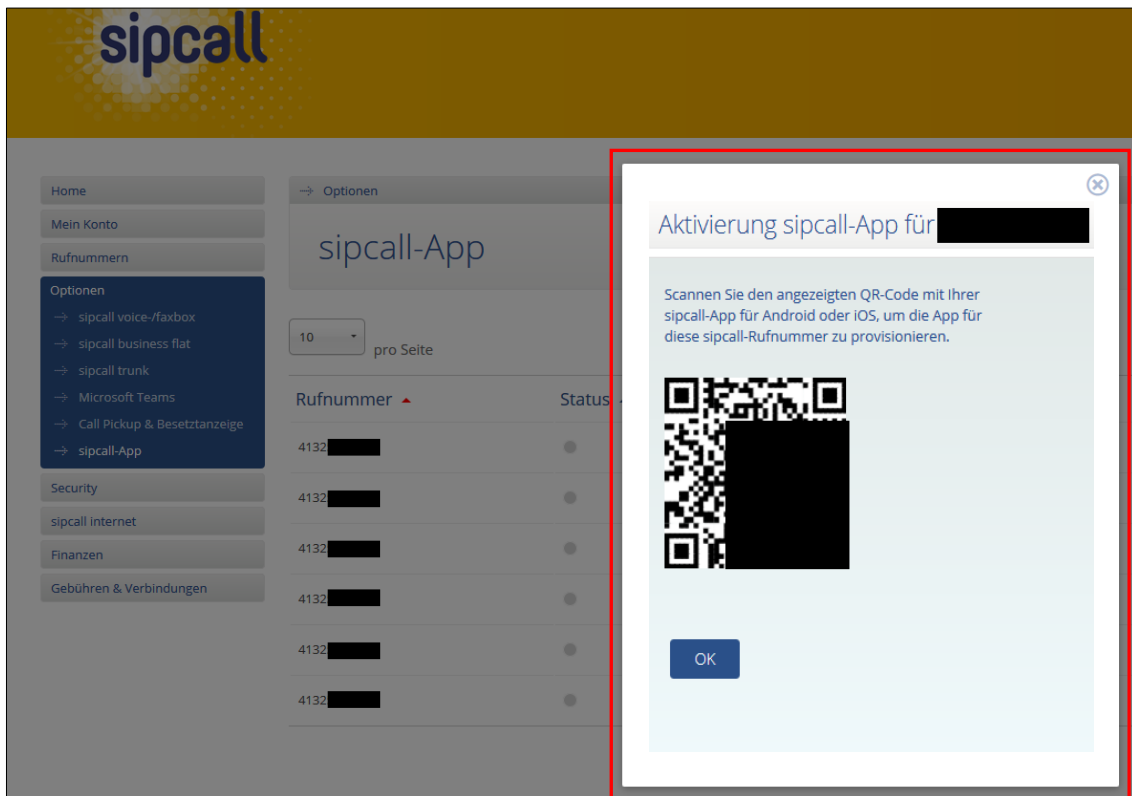 sipcall
Home
Mein Konto
Rufnummern
Optionen
sipcall voice-/faxbox
sipcall business flat
sipcall trunk
Microsoft Teams
Call Pickup & Besetztanzeige
sipcall-App
Security
sipcall internet
Finanzen
Gebühren & Verbindungen
Optionen
sipcall-App
10
pro Seite
Rufnummer Status
4132
4132
4132
4132
4132
4132
Aktivierung sipcall-App für
Scannen Sie den angezeigten QR-Code mit Ihrer
sipcall-App für Android oder iOS, um die App für
diese sipcall-Rufnummer zu provisionieren.
OK